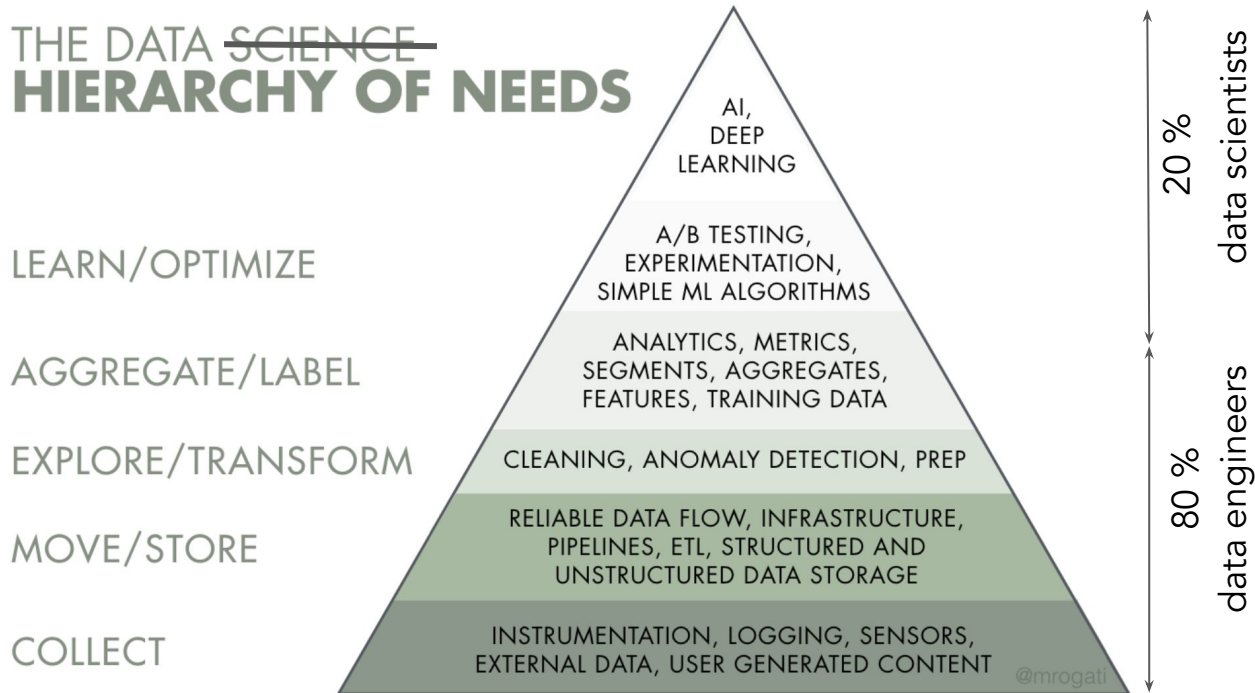 THE DATA SCIENCE
HIERARCHY OF NEEDS
AI,
DEEP
LEARNING
LEARN/OPTIMIZE
A/B TESTING,
EXPERIMENTATION,
SIMPLE ML ALGORITHMS
AGGREGATE/LABEL
ANALYTICS, METRICS,
SEGMENTS, AGGREGATES,
FEATURES, TRAINING DATA
EXPLORE/TRANSFORM
CLEANING, ANOMALY DETECTION, PREP
MOVE/STORE
RELIABLE DATA FLOW, INFRASTRUCTURE,
PIPELINES, ETL, STRUCTURED AND
UNSTRUCTURED DATA STORAGE
COLLECT
INSTRUMENTATION, LOGGING, SENSORS,
EXTERNAL DATA, USER GENERATED CONTENT
@mrogati
20 %
data scientists
80 %
data engineers